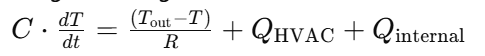 C · dT/dt = (T_out − T)/R + Q_HVAC + Q_internal